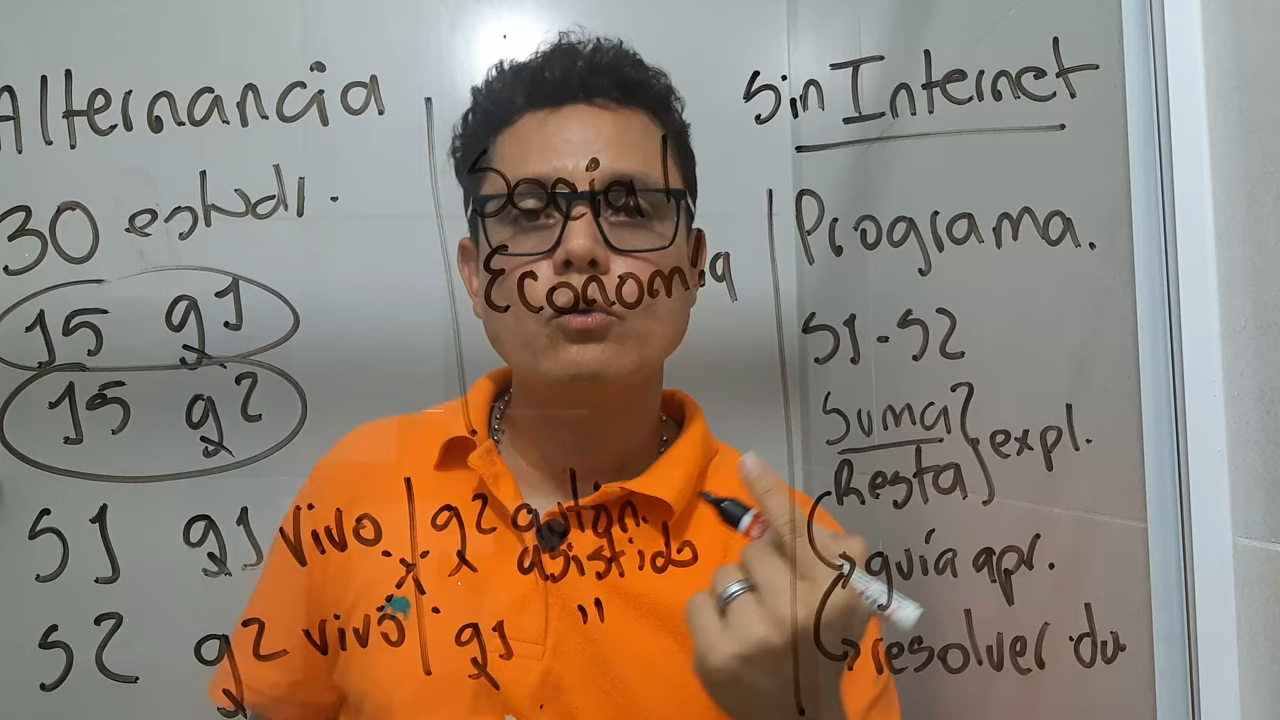 Alternancia
30 estudi.
15 g1
15 g2
S1 g1 vivo g2 autón.
asistido
S2 g2 vivo g1 "
Social
Economía
Sin Internet
Programa.
S1-S2
Suma
Resta
expl.
guía apr.
resolver du